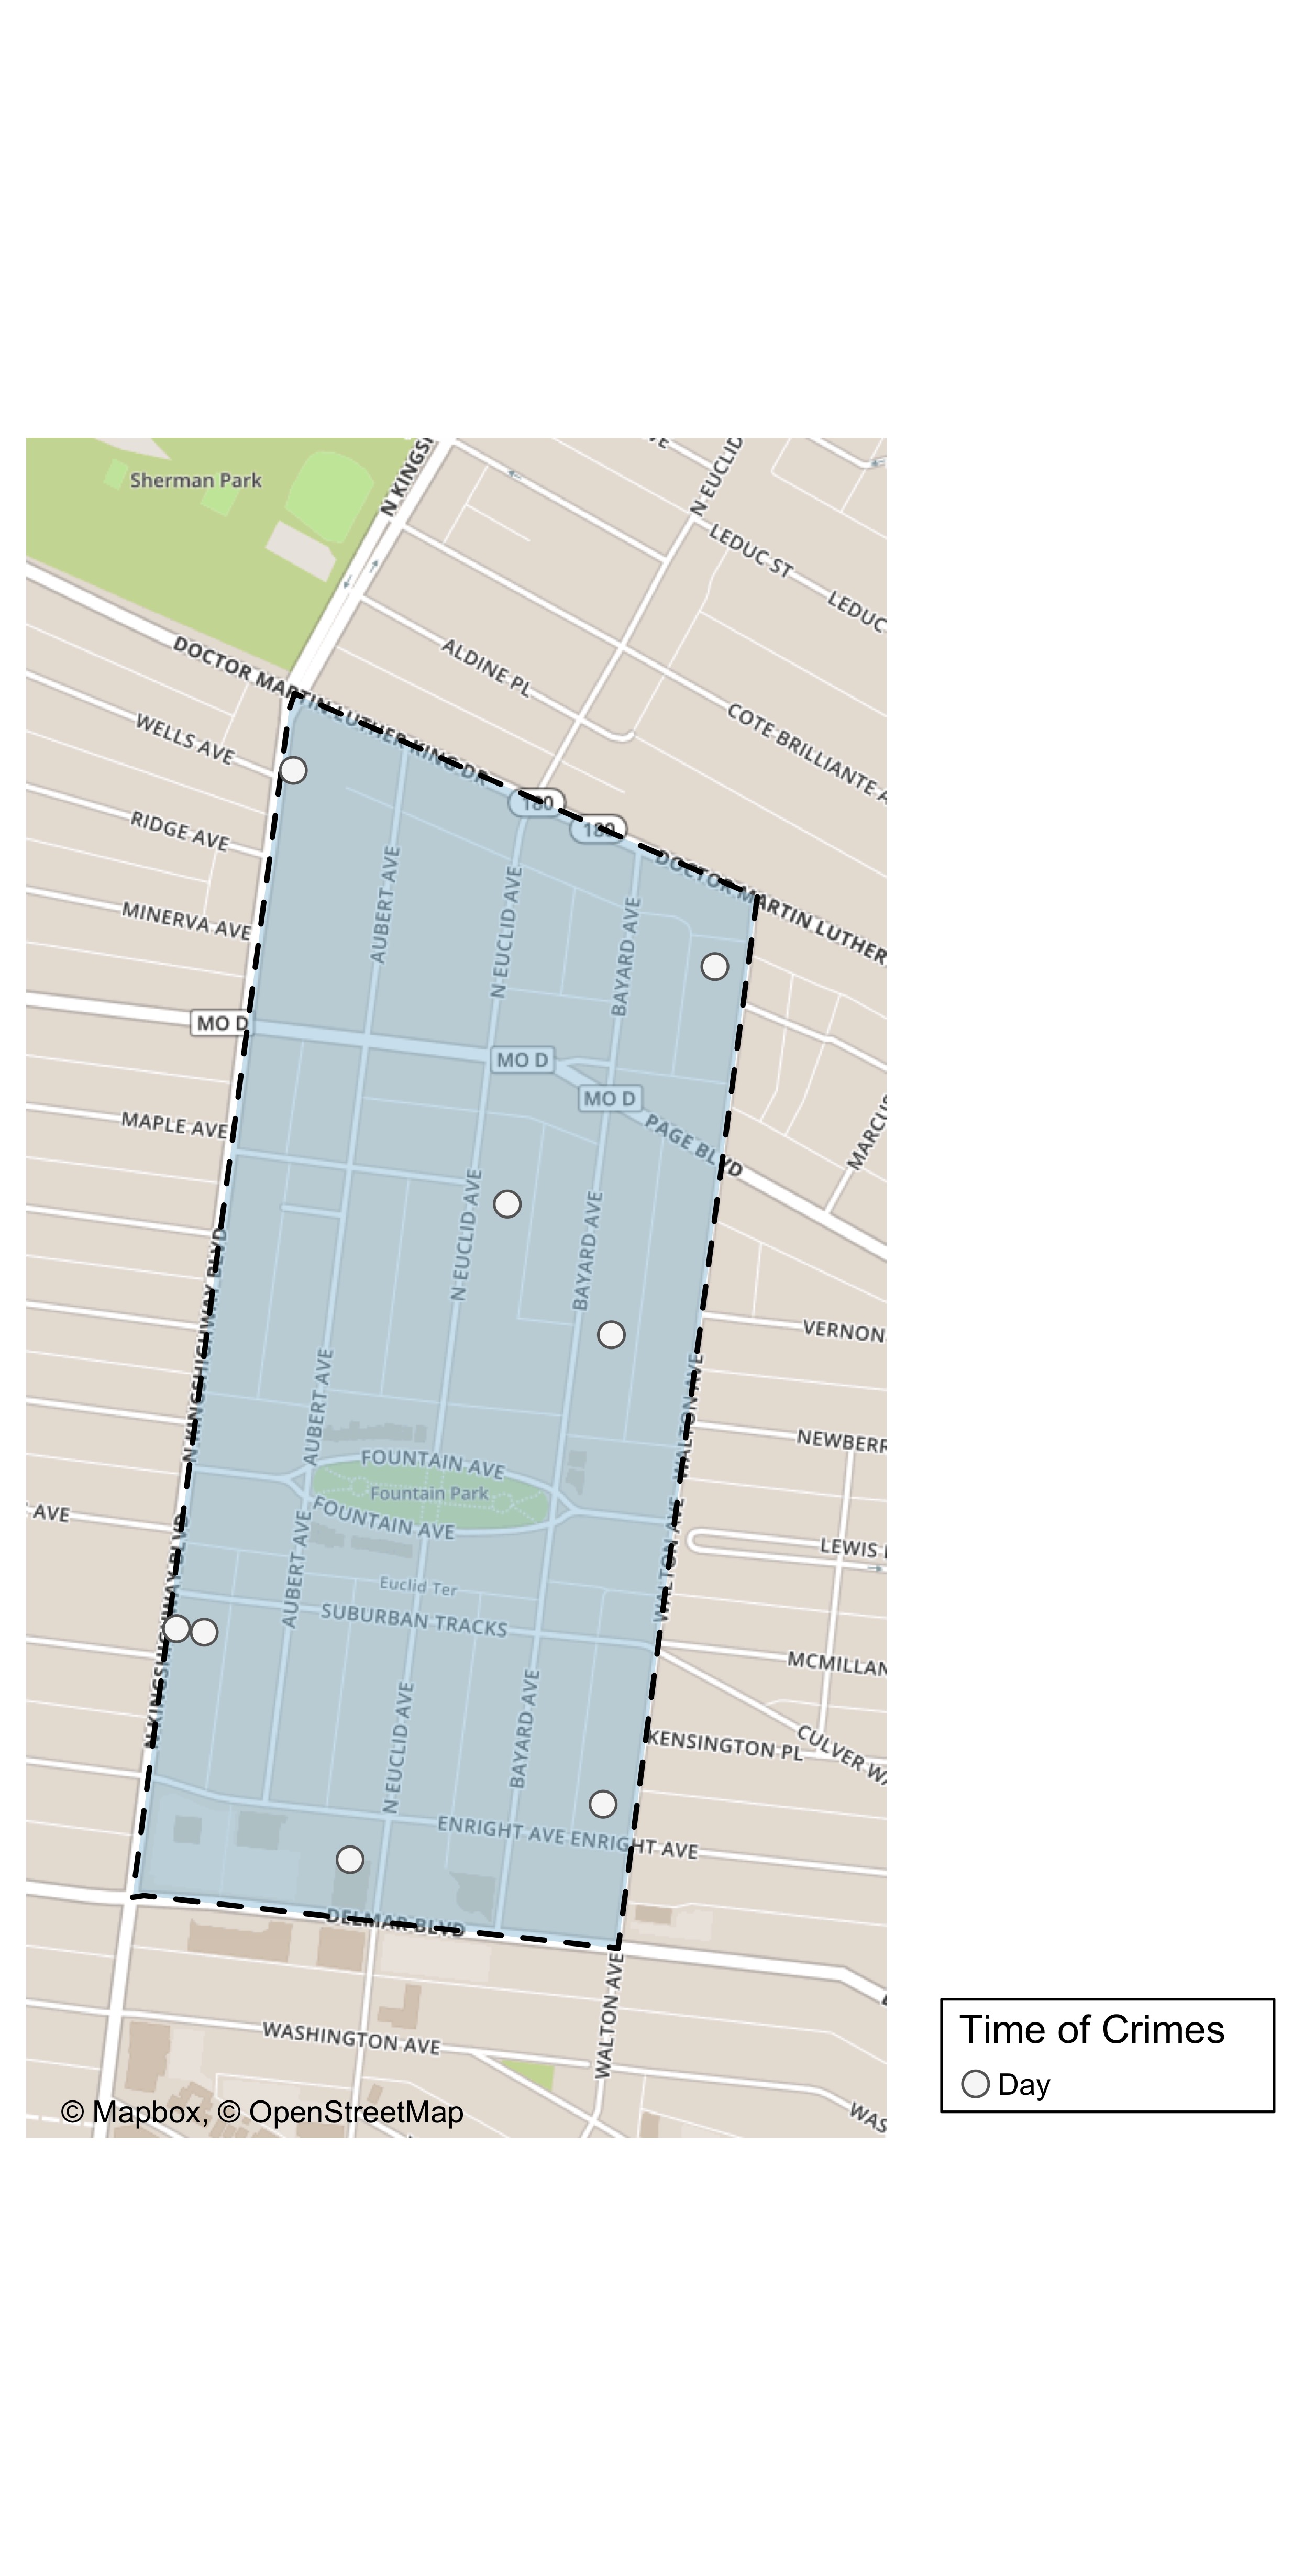 Sherman Park
N KINGSH
N EUCLID
LEDUC ST
LEDUC
ALDINE PL
DOCTOR MARTIN LUTHER KING DR
WELLS AVE
COTE BRILLIANTE A
180
180
RIDGE AVE
AUBERT AVE
N EUCLID AVE
BAYARD AVE
DOCTOR MARTIN LUTHER
MINERVA AVE
MO D
MO D
MO D
PAGE BLVD
MAPLE AVE
MARCUS
N EUCLID AVE
BAYARD AVE
N KINGSHIGHWAY BLVD
VERNON
AUBERT AVE
WALTON AVE
NEWBERR
FOUNTAIN AVE
Fountain Park
FOUNTAIN AVE
AVE
N KINGSHIGHWAY BLVD
AUBERT AVE
WALTON AVE
LEWIS
Euclid Ter
SUBURBAN TRACKS
MCMILLAN
N EUCLID AVE
BAYARD AVE
KENSINGTON PL
CULVER WA
ENRIGHT AVE
ENRIGHT AVE
DELMAR BLVD
WALTON AVE
WASHINGTON AVE
WAS
© Mapbox, © OpenStreetMap
Time of Crimes
Day